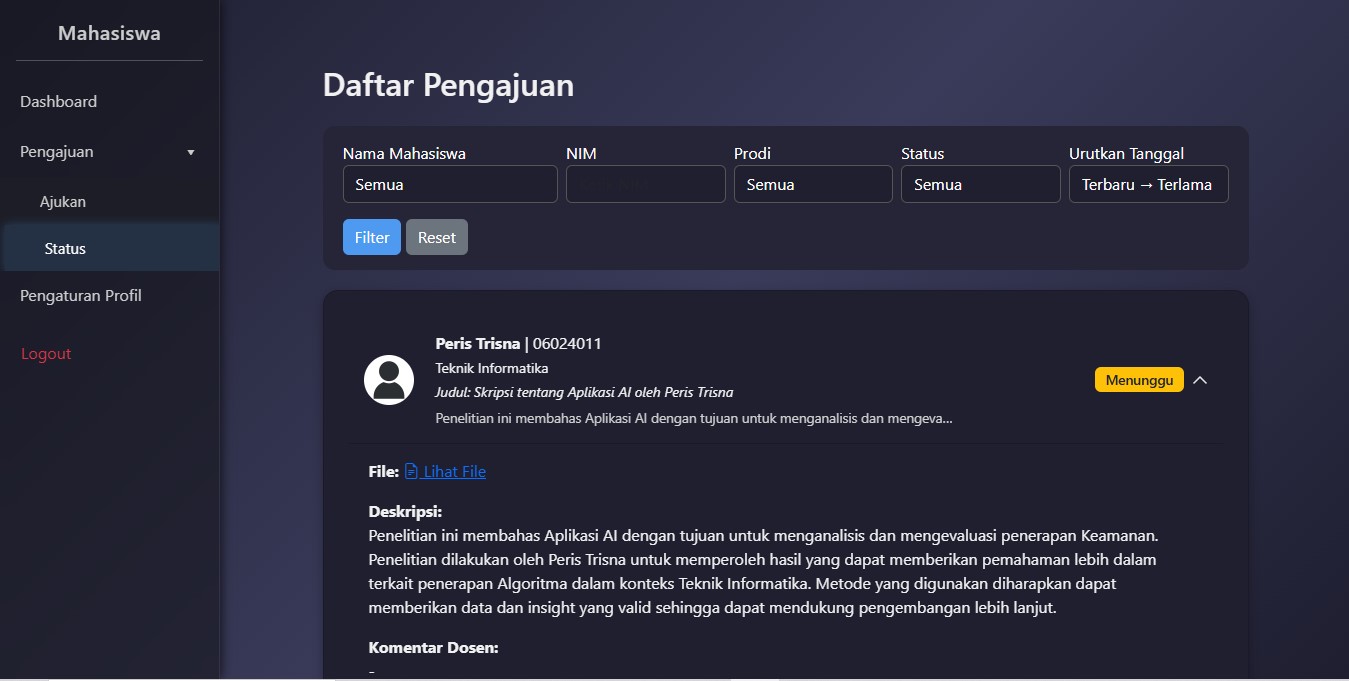 Mahasiswa
Dashboard
Pengajuan
Ajukan
Status
Pengaturan Profil
Logout
Daftar Pengajuan
Nama Mahasiswa NIM Prodi Status Urutkan Tanggal
Semua Semua Semua Terbaru → Terlama
Filter Reset
Peris Trisna | 06024011
Teknik Informatika
Judul: Skripsi tentang Aplikasi AI oleh Peris Trisna
Penelitian ini membahas Aplikasi AI dengan tujuan untuk menganalisis dan mengeva...
Menunggu
File: Lihat File
Deskripsi:
Penelitian ini membahas Aplikasi AI dengan tujuan untuk menganalisis dan mengevaluasi penerapan Keamanan.
Penelitian dilakukan oleh Peris Trisna untuk memperoleh hasil yang dapat memberikan pemahaman lebih dalam
terkait penerapan Algoritma dalam konteks Teknik Informatika. Metode yang digunakan diharapkan dapat
memberikan data dan insight yang valid sehingga dapat mendukung pengembangan lebih lanjut.
Komentar Dosen:
-